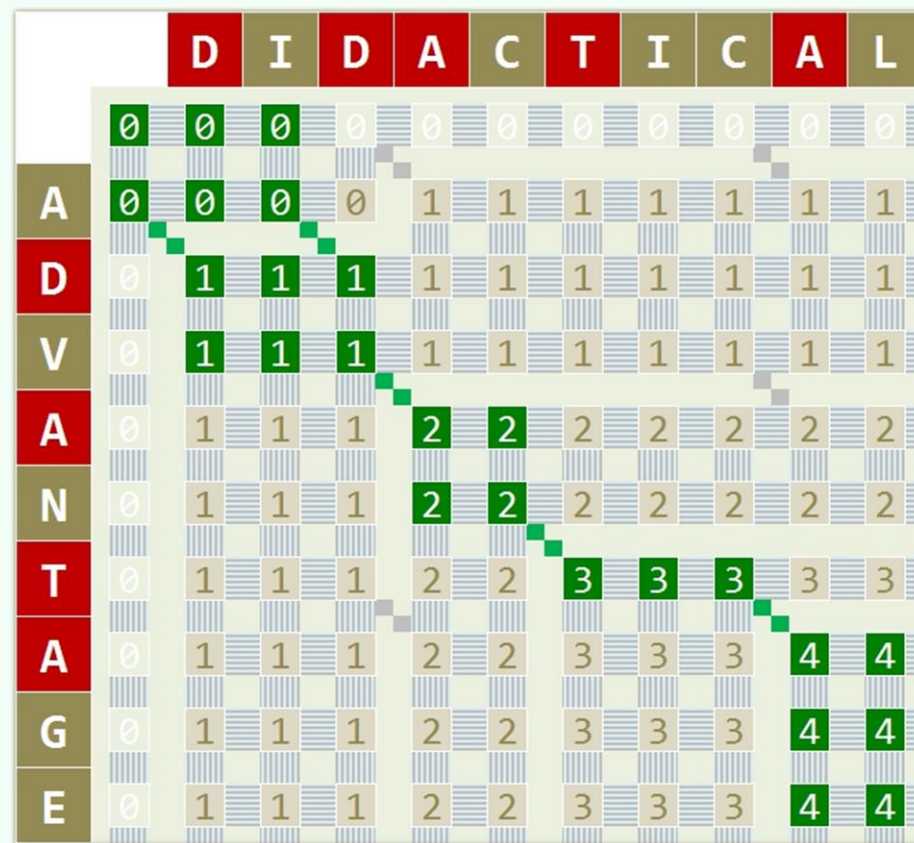 D I D A C T I C A L
0 0 0 0 0 0 0 0 0 0 0
A 0 0 0 0 1 1 1 1 1 1 1
D 0 1 1 1 1 1 1 1 1 1 1
V 0 1 1 1 1 1 1 1 1 1 1
A 0 1 1 1 2 2 2 2 2 2 2
N 0 1 1 1 2 2 2 2 2 2 2
T 0 1 1 1 2 2 3 3 3 3 3
A 0 1 1 1 2 2 3 3 3 4 4
G 0 1 1 1 2 2 3 3 3 4 4
E 0 1 1 1 2 2 3 3 3 4 4